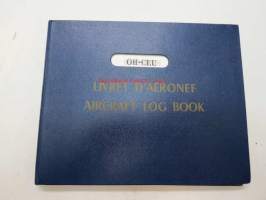 OH-CEU
LIVRET D'AERONEF
AIRCRAFT LOG BOOK